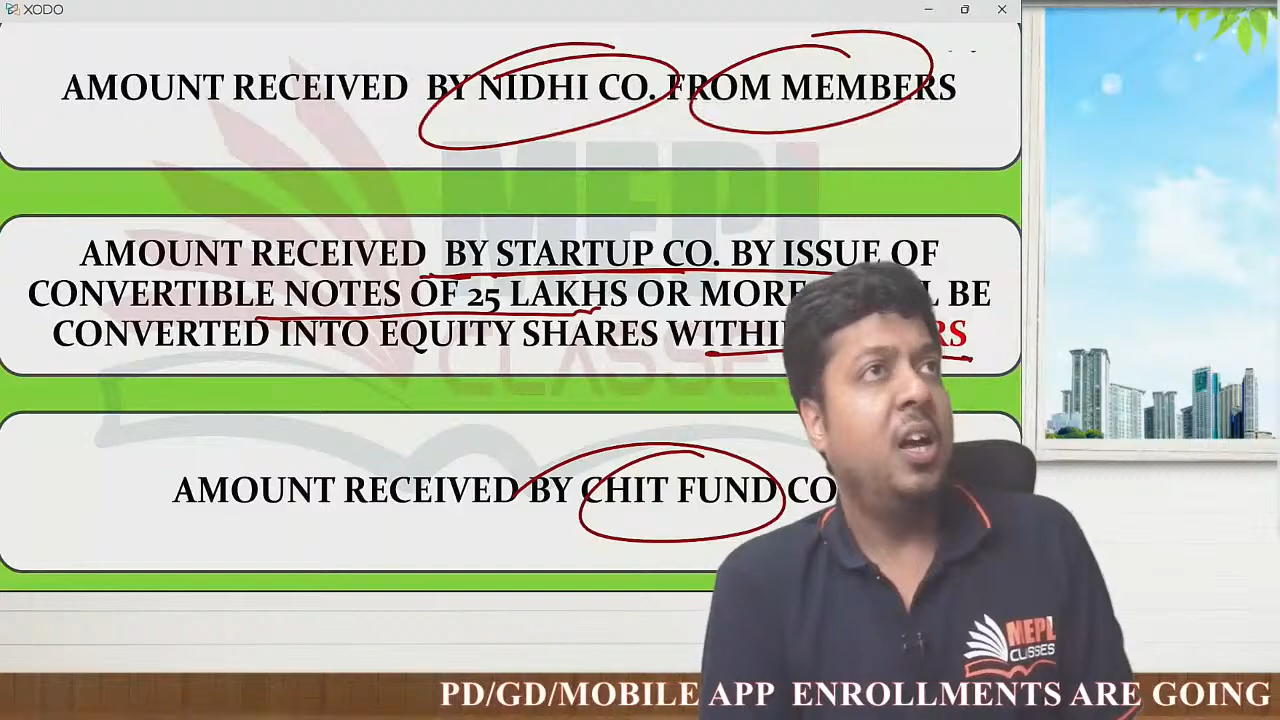 XODO
AMOUNT RECEIVED BY NIDHI CO. FROM MEMBERS
AMOUNT RECEIVED BY STARTUP CO. BY ISSUE OF
CONVERTIBLE NOTES OF 25 LAKHS OR MORE BE
CONVERTED INTO EQUITY SHARES
MEPL
CLASSES
AMOUNT RECEIVED BY CHIT FUND CO
MEPL
CLASSES
PD/GD/MOBILE APP ENROLLMENTS ARE GOING